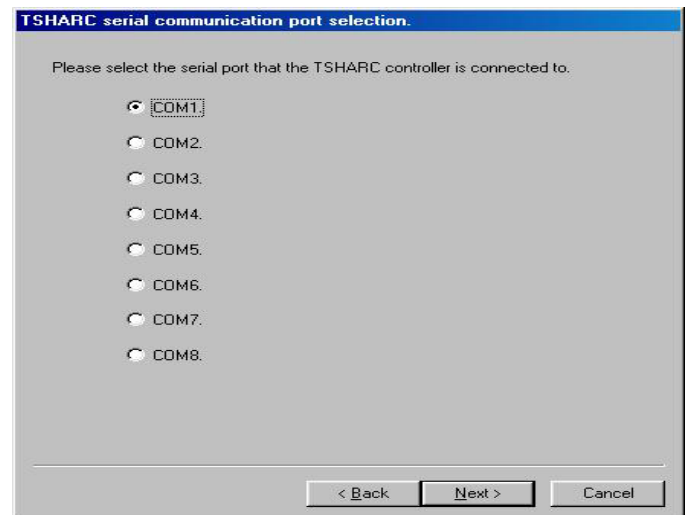 TSHARC serial communication port selection.
Please select the serial port that the TSHARC controller is connected to.
COM1.
COM2.
COM3.
COM4.
COM5.
COM6.
COM7.
COM8.
< Back Next > Cancel